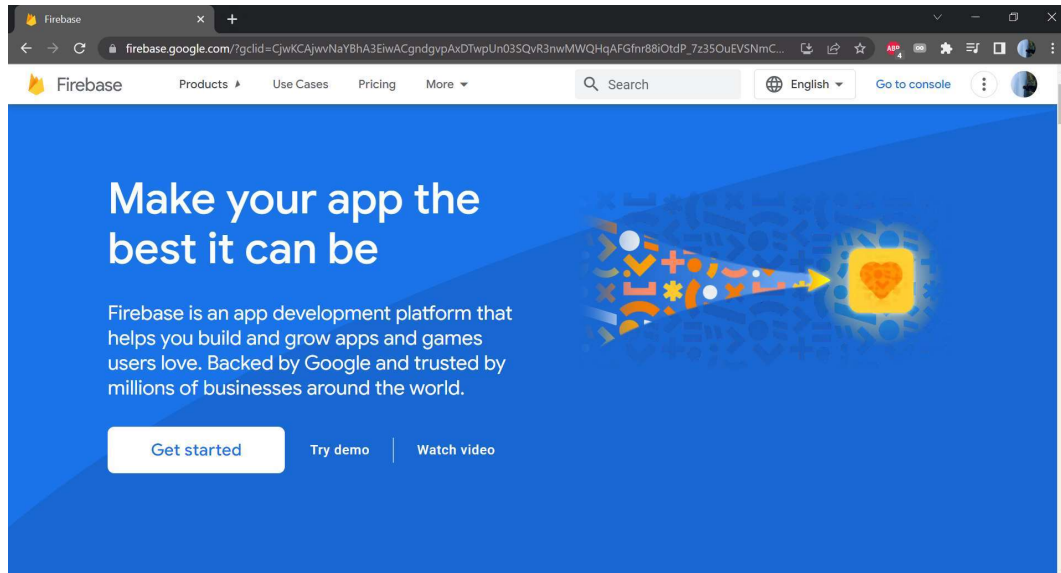 Firebase
firebase.google.com/?gclid=CjwKCAjwvNaYBhA3EiwACgndgvpAxDTwpUn03SQvR3nwMWQHqAFGfnr88iOtdP_7z35OuEVSNmC...
ABP
4
Firebase Products Use Cases Pricing More Search English Go to console
Make your app the
best it can be
Firebase is an app development platform that
helps you build and grow apps and games
users love. Backed by Google and trusted by
millions of businesses around the world.
Get started Try demo Watch video